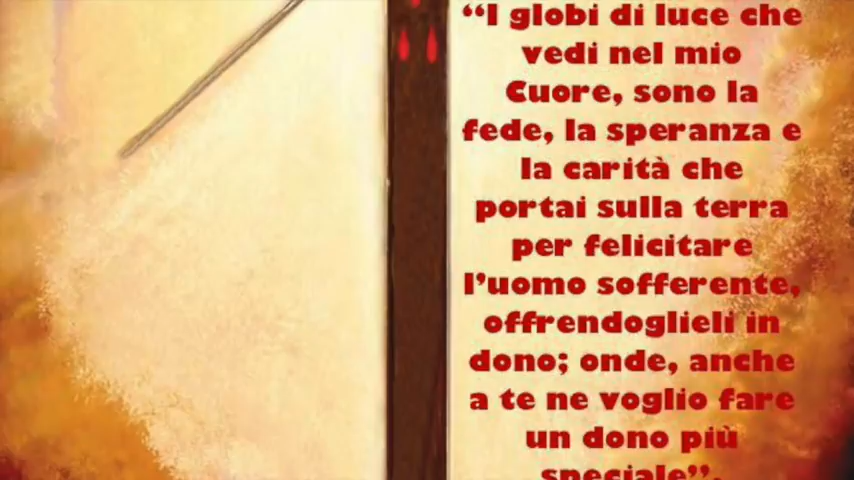 “I globi di luce che
vedi nel mio
Cuore, sono la
fede, la speranza e
la carità che
portai sulla terra
per felicitare
l’uomo sofferente,
offrendoglieli in
dono; onde, anche
a te ne voglio fare
un dono più
speciale”.